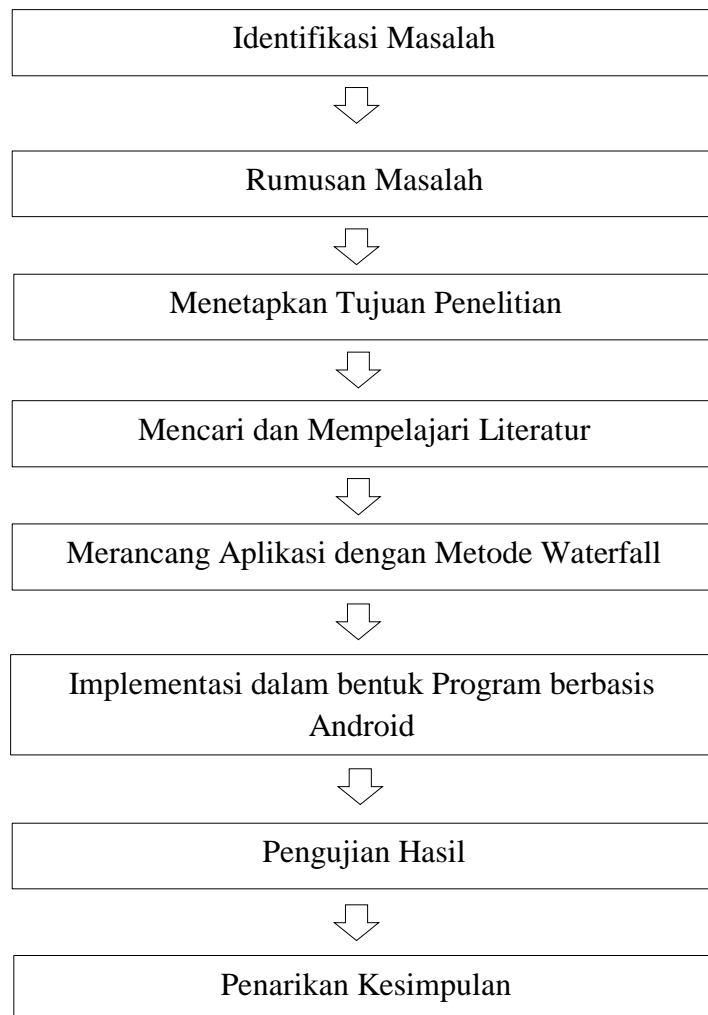 Identifikasi Masalah
Rumusan Masalah
Menetapkan Tujuan Penelitian
Mencari dan Mempelajari Literatur
Merancang Aplikasi dengan Metode Waterfall
Implementasi dalam bentuk Program berbasis
Android
Pengujian Hasil
Penarikan Kesimpulan